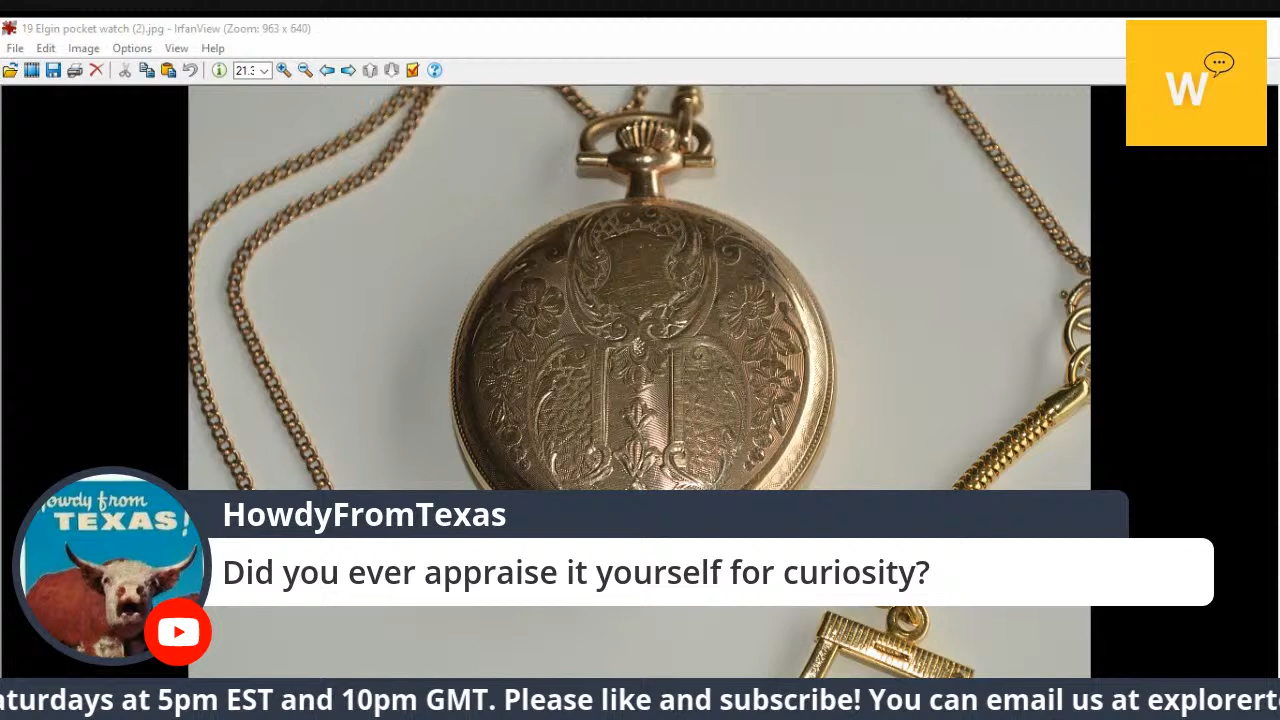 19 Elgin pocket watch (2).jpg - IrfanView (Zoom: 963 x 640)
File Edit Image Options View Help
W
owdy from
TEXAS!
HowdyFromTexas
Did you ever appraise it yourself for curiosity?
aturdays at 5pm EST and 10pm GMT. Please like and subscribe! You can email us at explorert